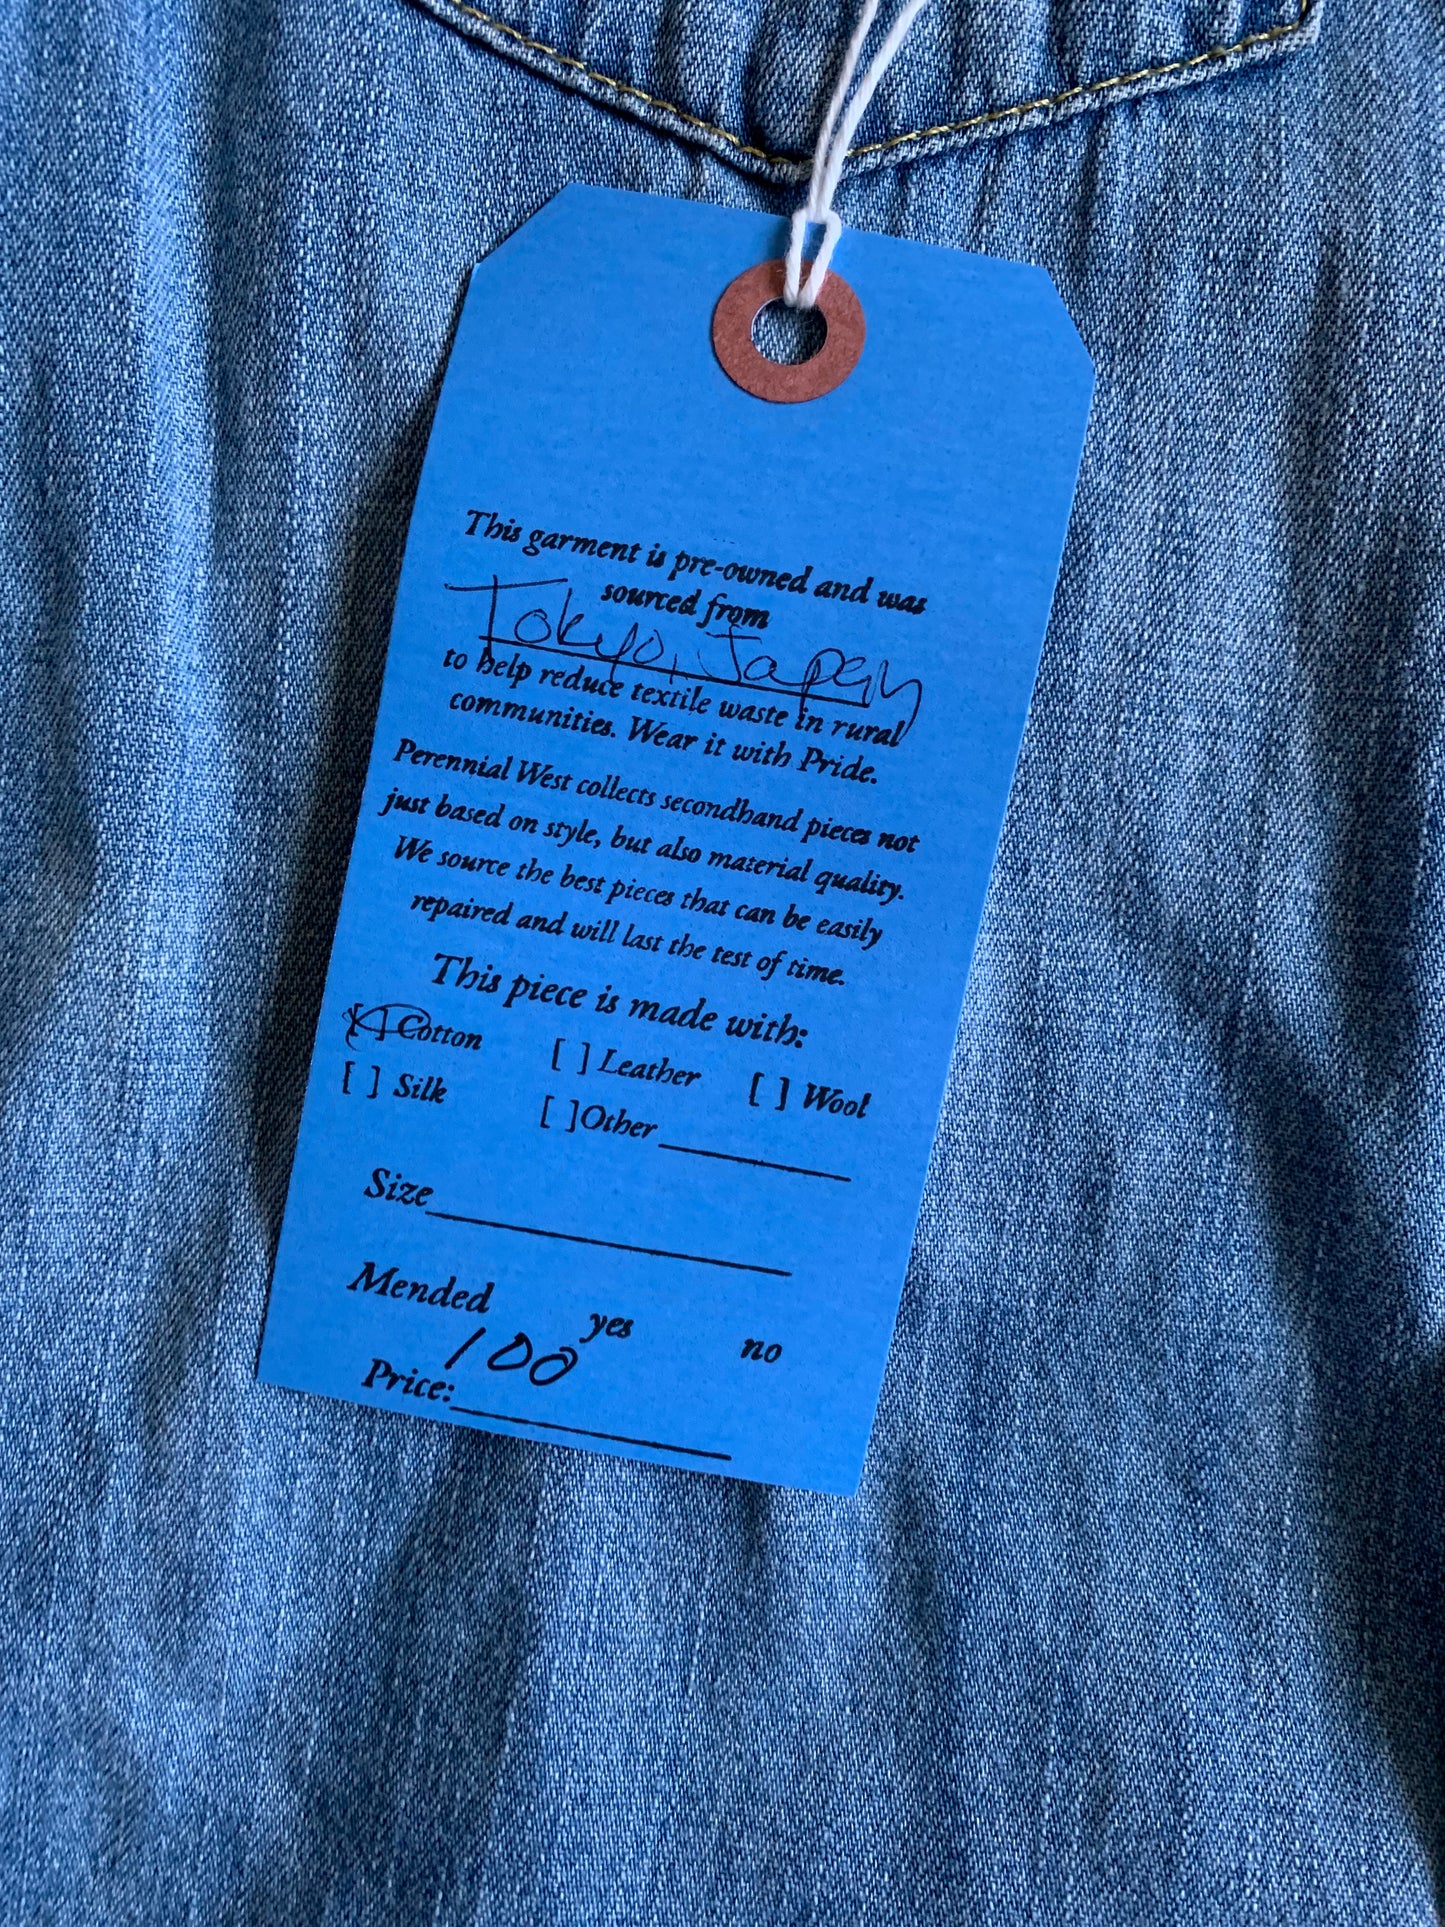 This garment is pre-owned and was
sourced from
Tokyo, Japan
to help reduce textile waste in rural
communities. Wear it with Pride.
Perennial West collects secondhand pieces not
just based on style, but also material quality.
We source the best pieces that can be easily
repaired and will last the test of time.
This piece is made with:
[X] Cotton [ ] Leather [ ] Wool
[ ] Silk [ ]Other
Size
Mended yes no
Price: 100